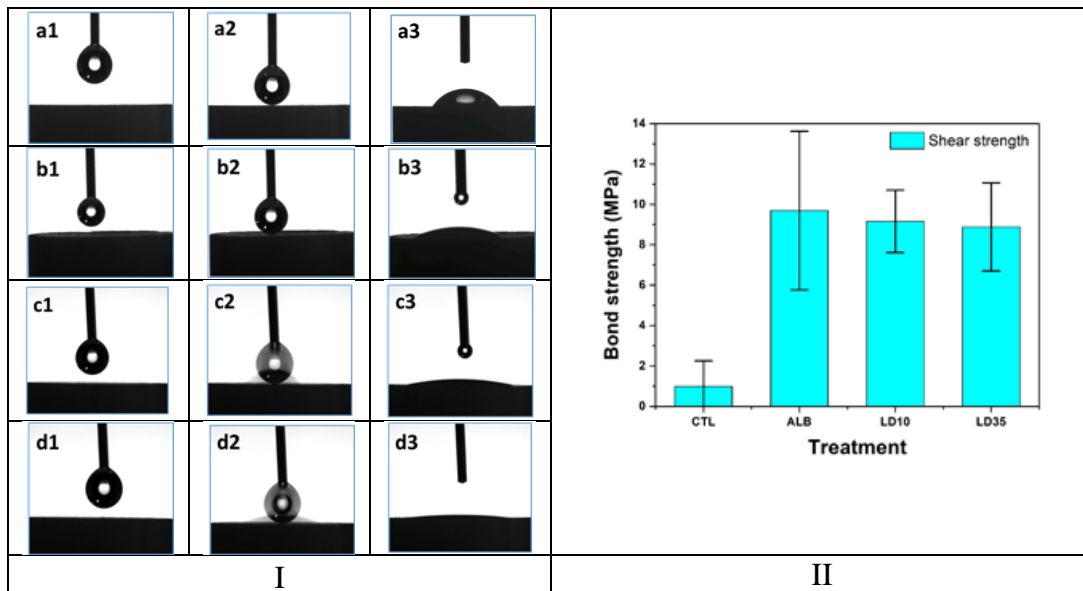 a1
a2
a3
b1
b2
b3
c1
c2
c3
d1
d2
d3
I
14
12
10
8
6
4
2
0
Bond strength (MPa)
Shear strength
CTL
ALB
LD10
LD35
Treatment
II